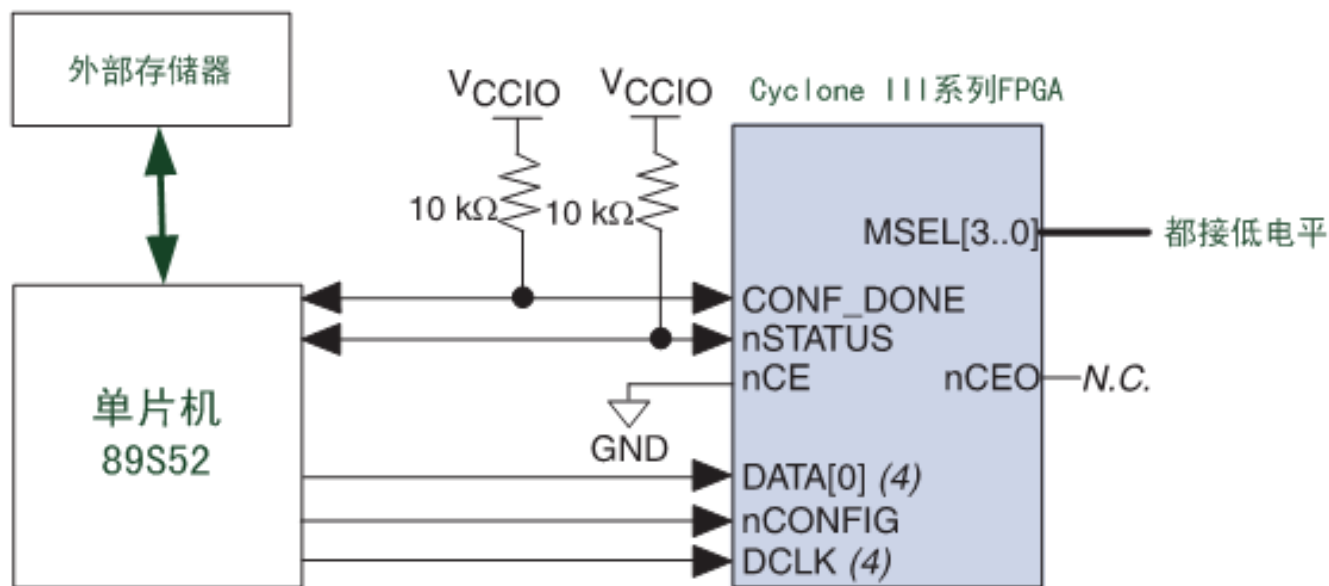 外部存储器
VCCIO
VCCIO
Cyclone III系列FPGA
10 kΩ
10 kΩ
MSEL[3..0]
都接低电平
CONF_DONE
nSTATUS
nCE
nCEO
N.C.
GND
单片机
89S52
DATA[0] (4)
nCONFIG
DCLK (4)